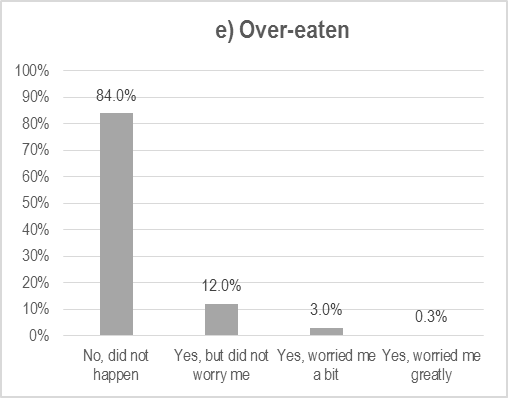 e) Over-eaten
100%
90%
80%
70%
60%
50%
40%
30%
20%
10%
0%
84.0%
12.0%
3.0%
0.3%
No, did not
happen
Yes, but did not
worry me
Yes, worried me
a bit
Yes, worried me
greatly